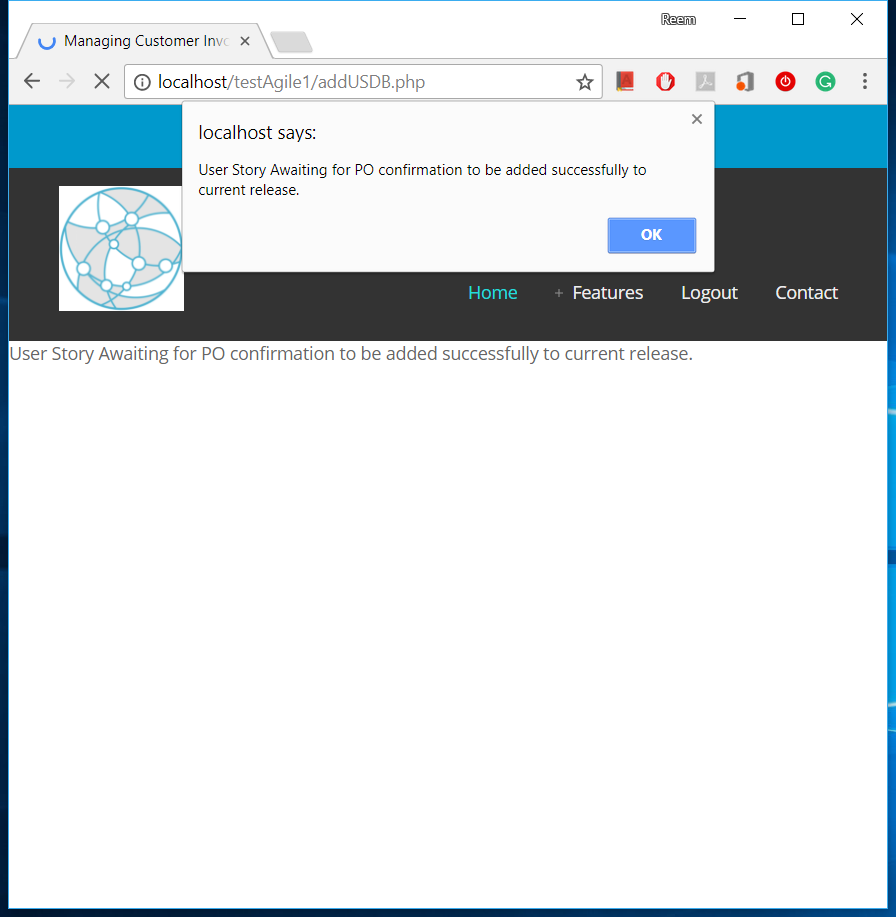 Reem
Managing Customer Invo
localhost/testAgile1/addUSDB.php
localhost says:
User Story Awaiting for PO confirmation to be added successfully to
current release.
OK
Home
+ Features
Logout
Contact
User Story Awaiting for PO confirmation to be added successfully to current release.